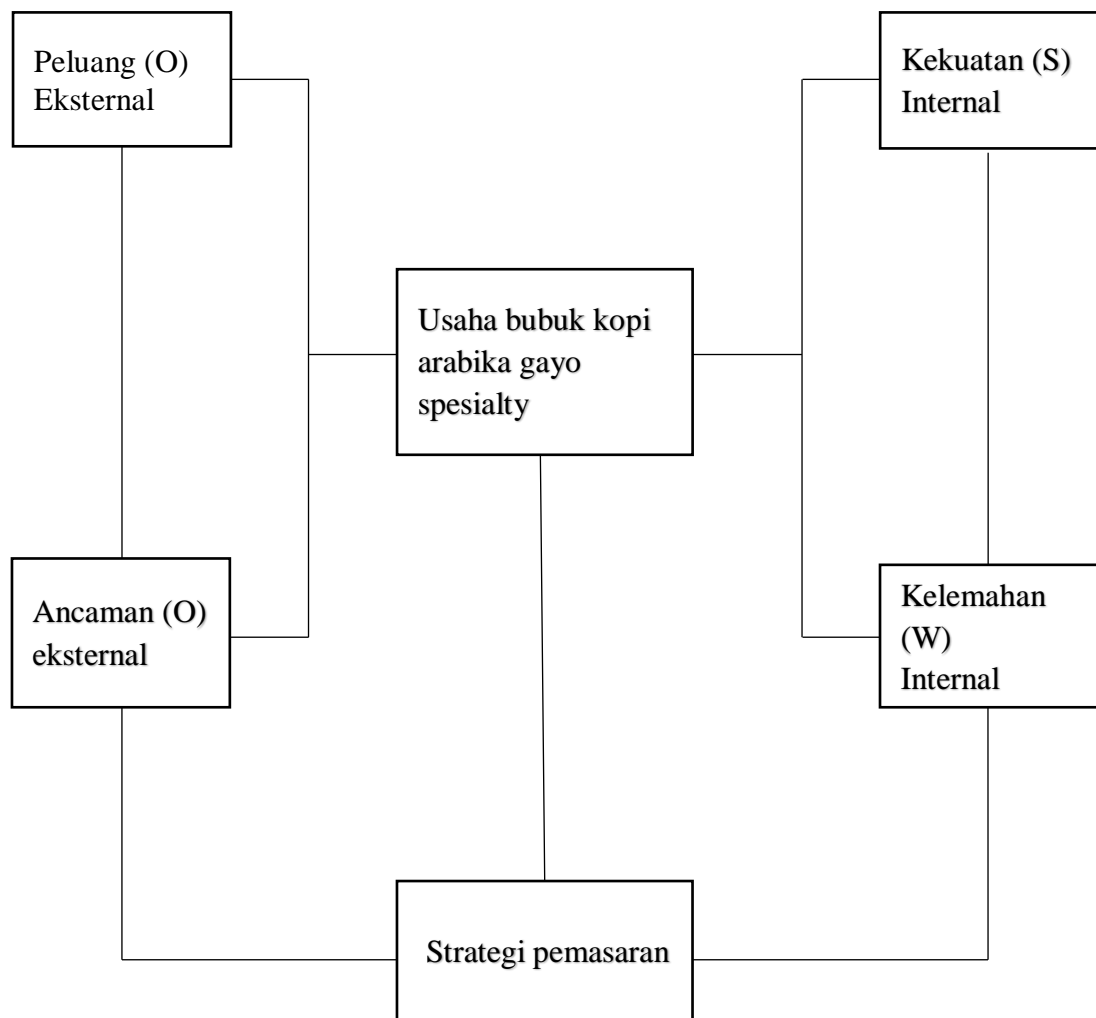 Peluang (O)
Eksternal
Kekuatan (S)
Internal
Usaha bubuk kopi
arabika gayo
spesialty
Ancaman (O)
eksternal
Kelemahan
(W)
Internal
Strategi pemasaran